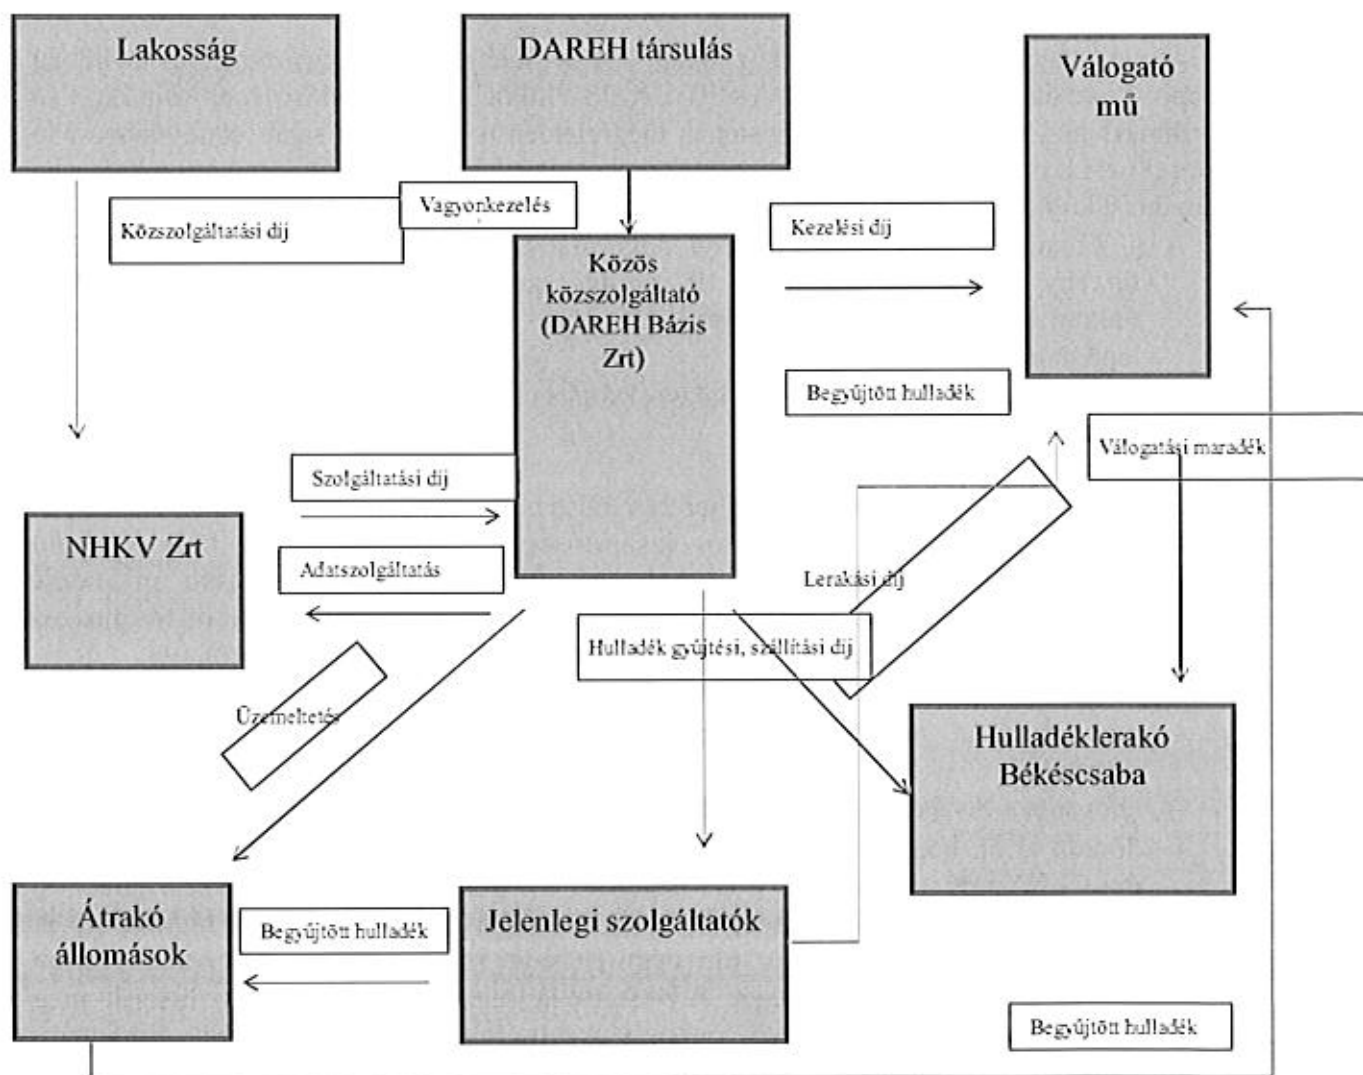 Lakosság
DAREH társulás
Válogató
mű
Közszolgáltatási díj
Vagyonkezelés
Kezelési díj
Közös
közszolgáltató
(DAREH Bázis
Zrt)
Begyűjtött hulladék
Válogatási maradék
Szolgáltatási díj
NHKV Zrt
Adatszolgáltatás
Lerakási díj
Hulladék gyűjtési, szállítási díj
Üzemeltetés
Hulladéklerakó
Békéscsaba
Átrakó
állomások
Begyűjtött hulladék
Jelenlegi szolgáltatók
Begyűjtött hulladék